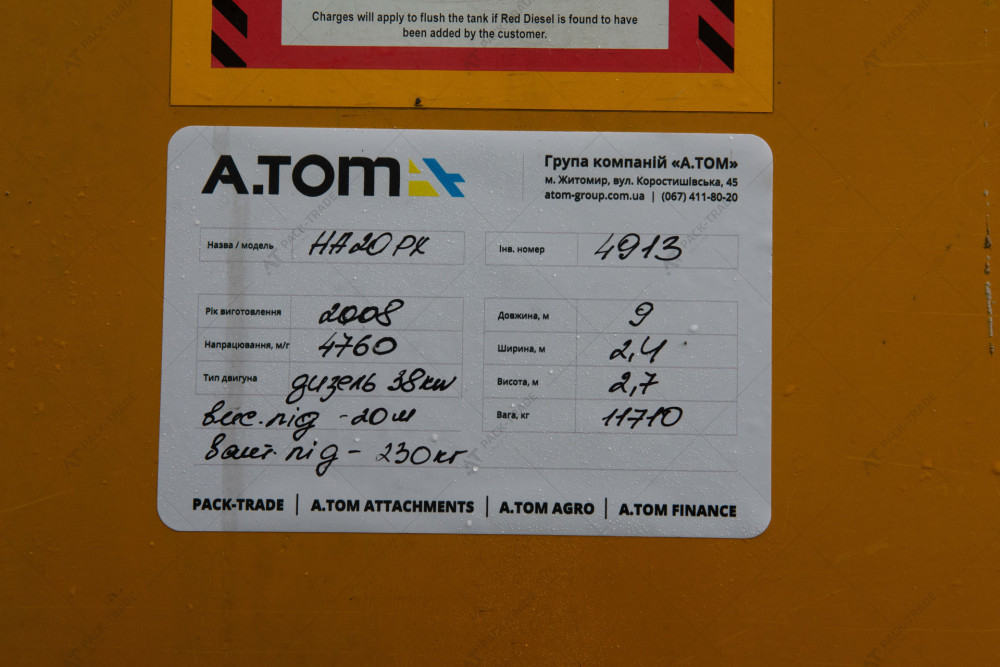 Charges will apply to flush the tank if Red Diesel is found to have
been added by the customer.
A.TOM
Група компаній «А.ТОМ»
м. Житомир, вул. Коростишівська, 45
atom-group.com.ua | (067) 411-80-20
Назва / модель HA20PX
Інв. номер 4913
Рік виготовлення 2008
Напрацювання, м/г 4760
Тип двигуна дизель 38kw
вис. під - 20 м
вант. під - 230 кг
Довжина, м 9
Ширина, м 2,4
Висота, м 2,7
Вага, кг 11710
PACK-TRADE | A.TOM ATTACHMENTS | A.TOM AGRO | A.TOM FINANCE